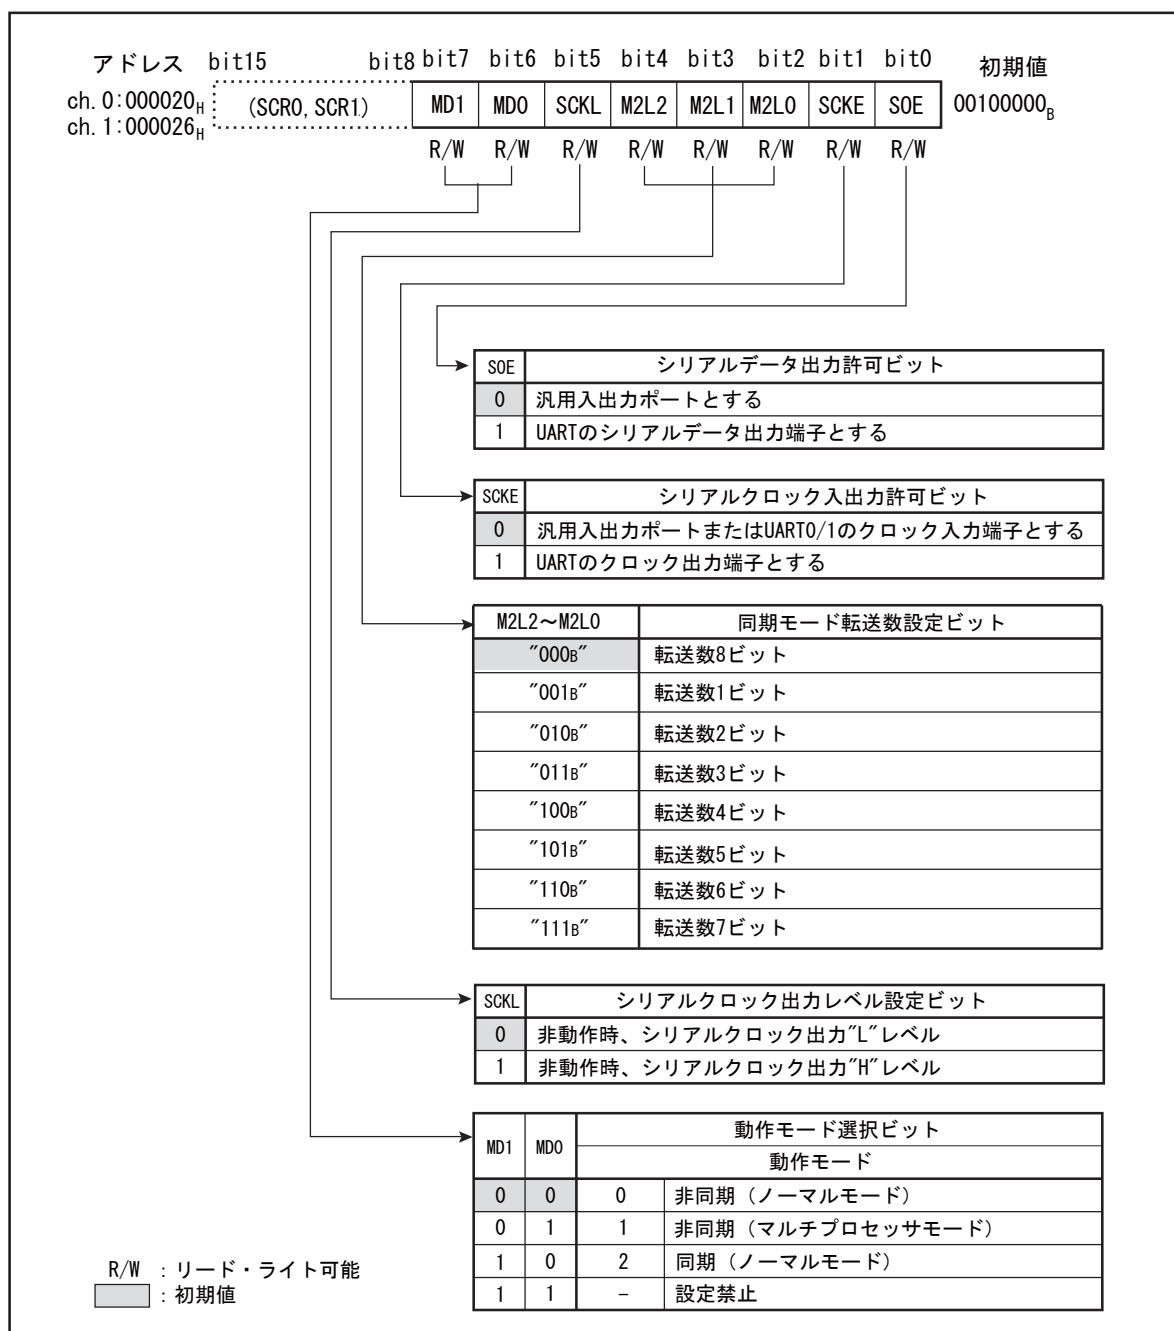 アドレス bit15 bit8 bit7 bit6 bit5 bit4 bit3 bit2 bit1 bit0 初期値
ch.0:000020H (SCR0, SCR1.) MD1 MD0 SCKL M2L2 M2L1 M2L0 SCKE SOE 00100000B
ch.1:000026H
R/W R/W R/W R/W R/W R/W R/W R/W
SOE シリアルデータ出力許可ビット
0 汎用入出力ポートとする
1 UARTのシリアルデータ出力端子とする
SCKE シリアルクロック入出力許可ビット
0 汎用入出力ポートまたはUART0/1のクロック入力端子とする
1 UARTのクロック出力端子とする
M2L2～M2L0 同期モード転送数設定ビット
"000B" 転送数8ビット
"001B" 転送数1ビット
"010B" 転送数2ビット
"011B" 転送数3ビット
"100B" 転送数4ビット
"101B" 転送数5ビット
"110B" 転送数6ビット
"111B" 転送数7ビット
SCKL シリアルクロック出力レベル設定ビット
0 非動作時、シリアルクロック出力"L"レベル
1 非動作時、シリアルクロック出力"H"レベル
MD1 MD0 動作モード選択ビット
動作モード
0 0 0 非同期（ノーマルモード）
0 1 1 非同期（マルチプロセッサモード）
1 0 2 同期（ノーマルモード）
1 1 − 設定禁止
R/W ：リード・ライト可能
：初期値